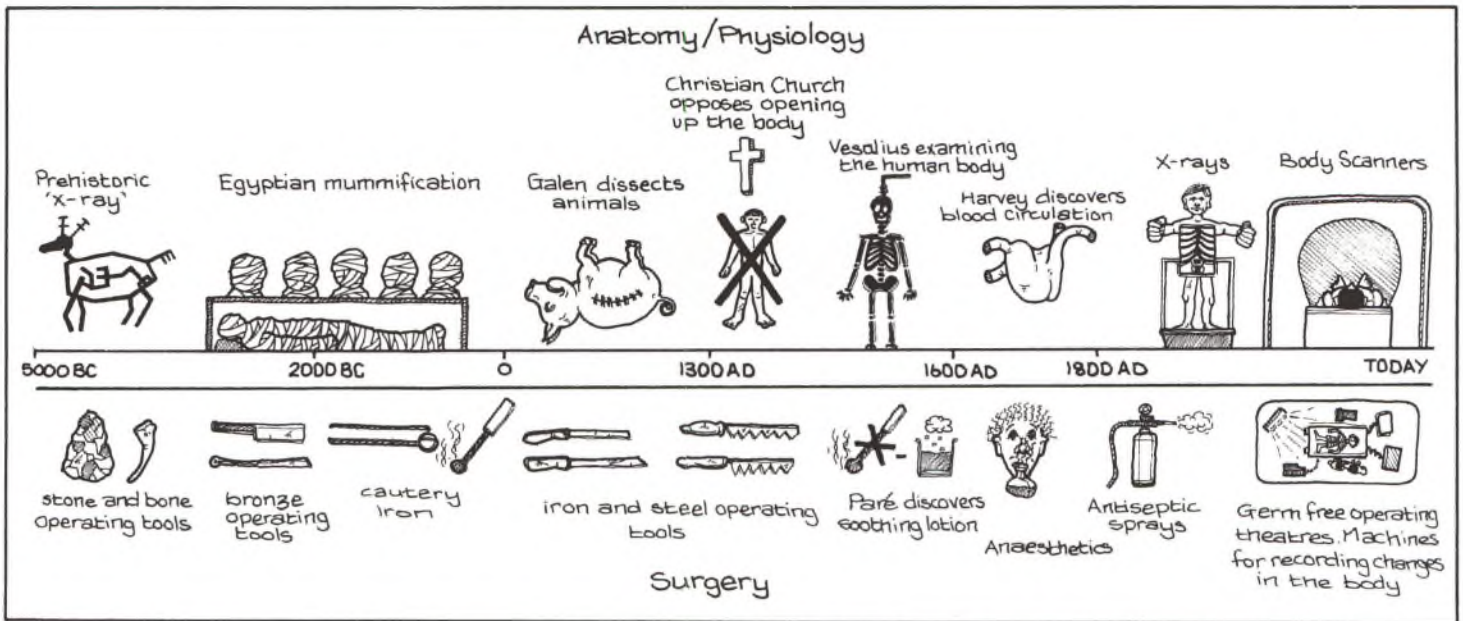 Anatomy/Physiology
Christian Church
opposes opening
up the body
Prehistoric
'X-ray'
Egyptian mummification
Galen dissects
animals
Vesalius examining
the human body
Harvey discovers
blood circulation
X-rays
Body Scanners
5000 BC
2000 BC
0
1300 AD
1600 AD
1800 AD
TODAY
stone and bone
operating tools
bronze
operating
tools
cautery
iron
iron and steel operating
tools
Paré discovers
soothing lotion
Anaesthetics
Antiseptic
sprays
Germ free operating
theatres. Machines
for recording changes
in the body
Surgery